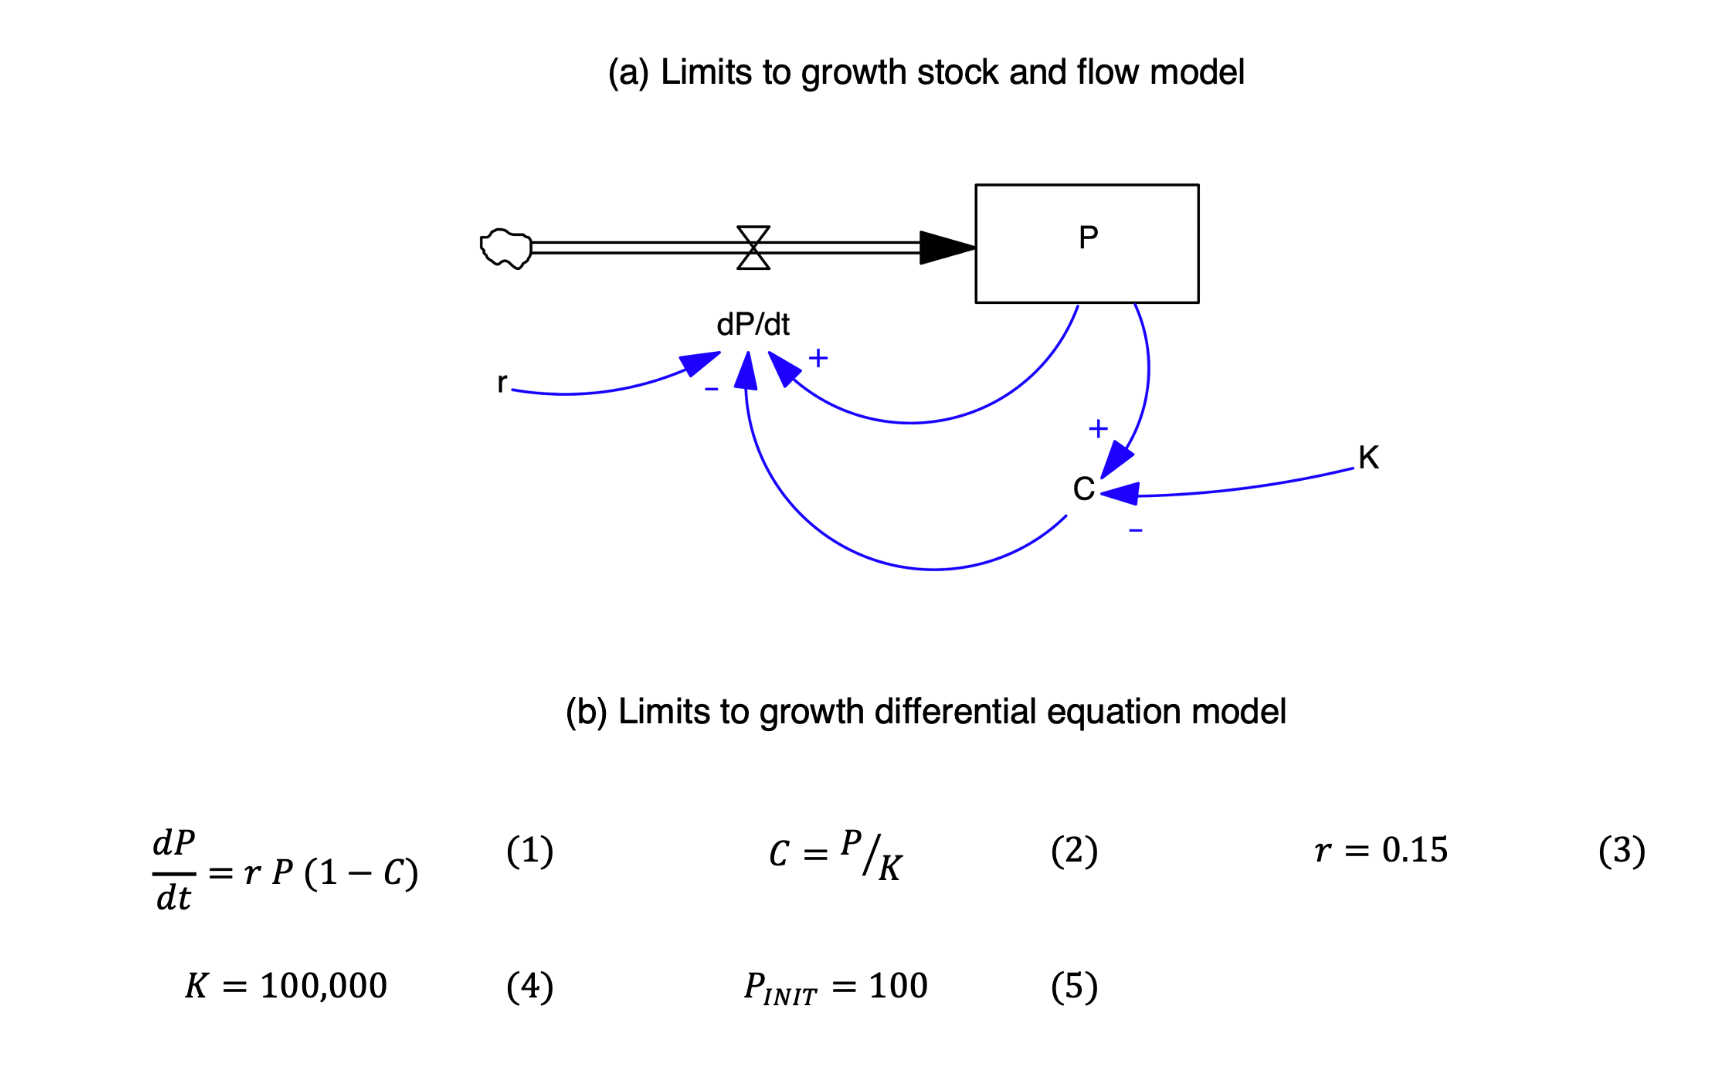 (a) Limits to growth stock and flow model
P
dP/dt
+
r
−
+
K
C
−
(b) Limits to growth differential equation model
dP/dt = r P (1 − C) (1) C = P/K (2) r = 0.15 (3)
K = 100,000 (4) P_INIT = 100 (5)